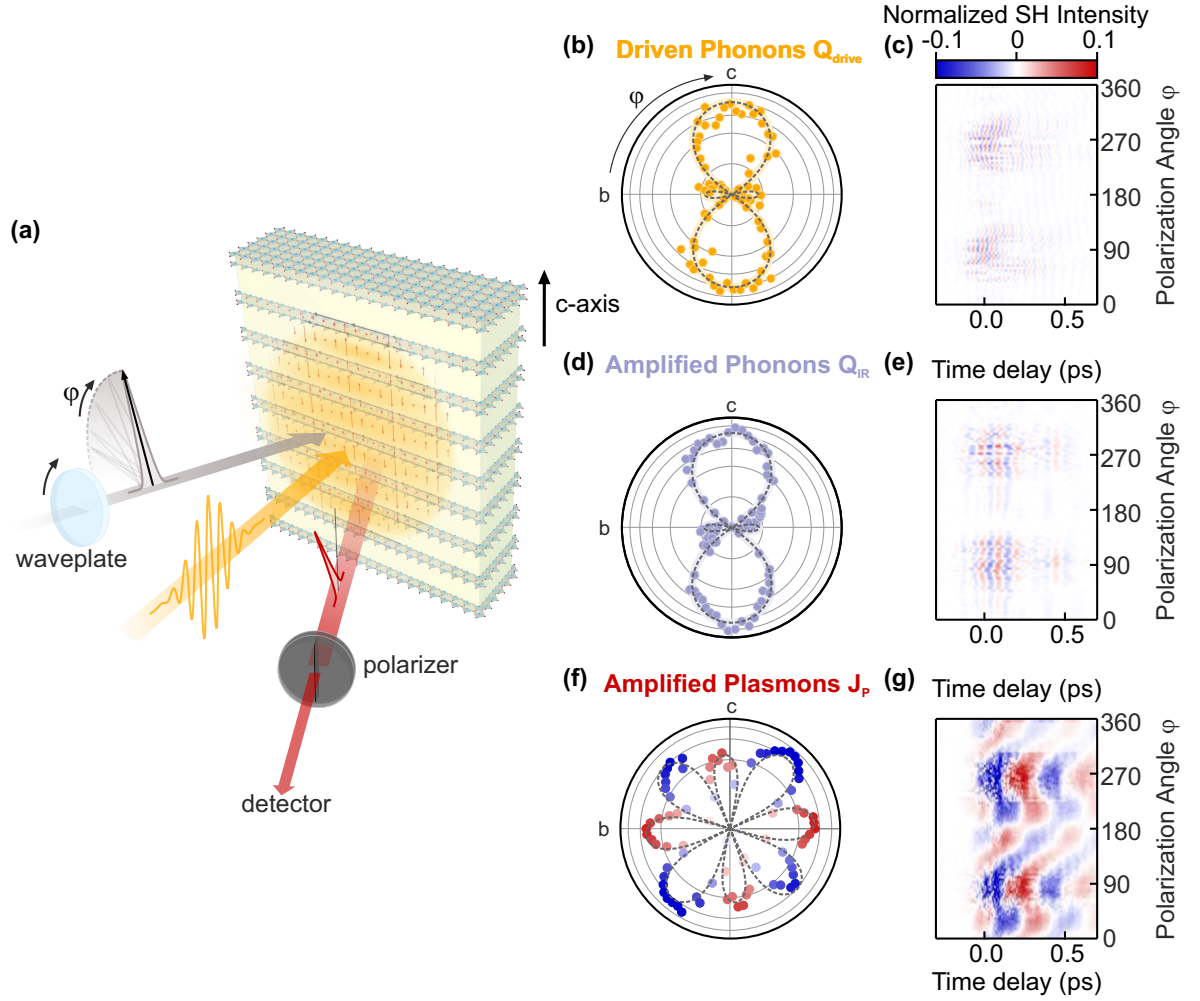 (a)
c-axis
φ
waveplate
polarizer
detector
(b) Driven Phonons Q_drive
φ
c
b
(c)
Normalized SH Intensity
-0.1 0 0.1
360
270
180
90
0
Polarization Angle φ
0.0 0.5
Time delay (ps)
(d) Amplified Phonons Q_IR
c
b
(e)
360
270
180
90
0
Polarization Angle φ
0.0 0.5
Time delay (ps)
(f) Amplified Plasmons J_P
c
b
(g)
360
270
180
90
0
Polarization Angle φ
0.0 0.5
Time delay (ps)